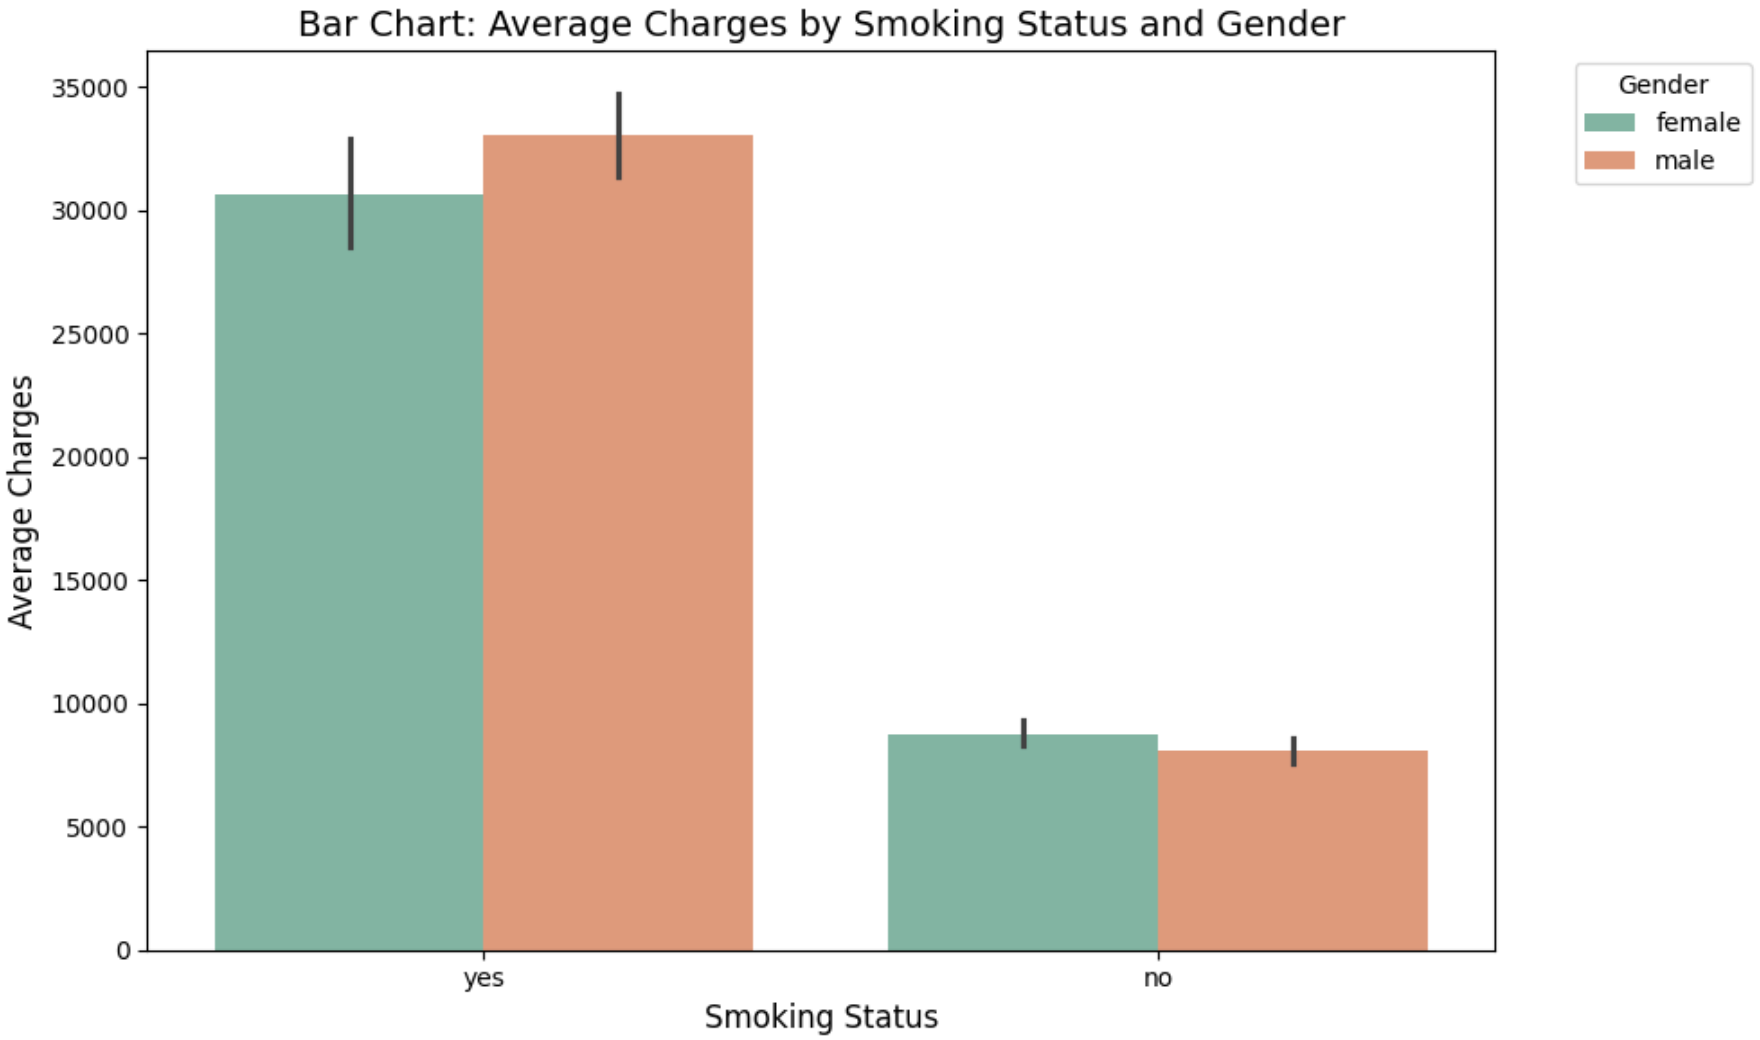 Bar Chart: Average Charges by Smoking Status and Gender
Gender
female
male
35000
30000
25000
20000
15000
10000
5000
0
Average Charges
yes
no
Smoking Status